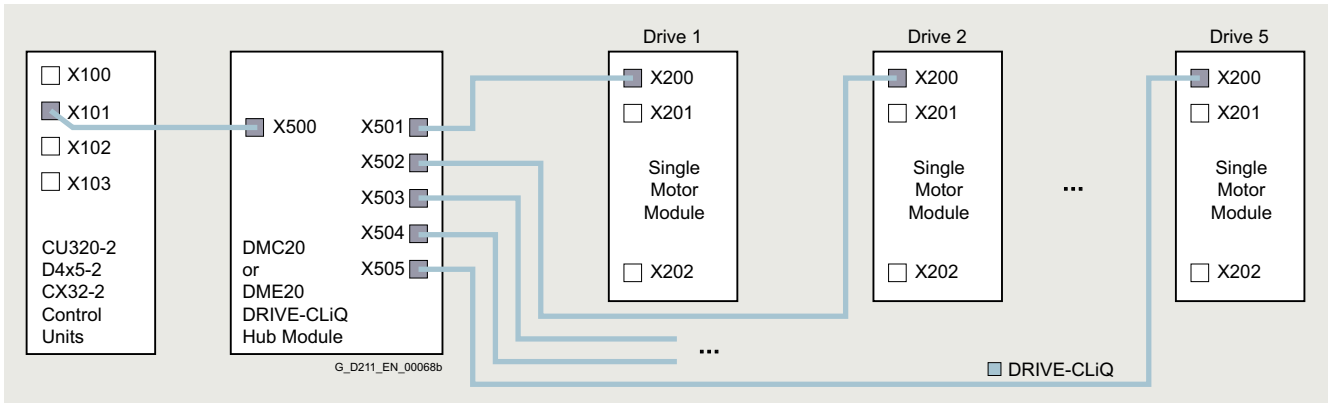 Drive 1
Drive 2
Drive 5
X100
X101
X102
X103
CU320-2
D4x5-2
CX32-2
Control
Units
X500
X501
X502
X503
X504
X505
DMC20
or
DME20
DRIVE-CLiQ
Hub Module
G_D211_EN_00068b
X200
X201
Single
Motor
Module
X202
X200
X201
Single
Motor
Module
X202
...
X200
X201
Single
Motor
Module
X202
...
DRIVE-CLiQ